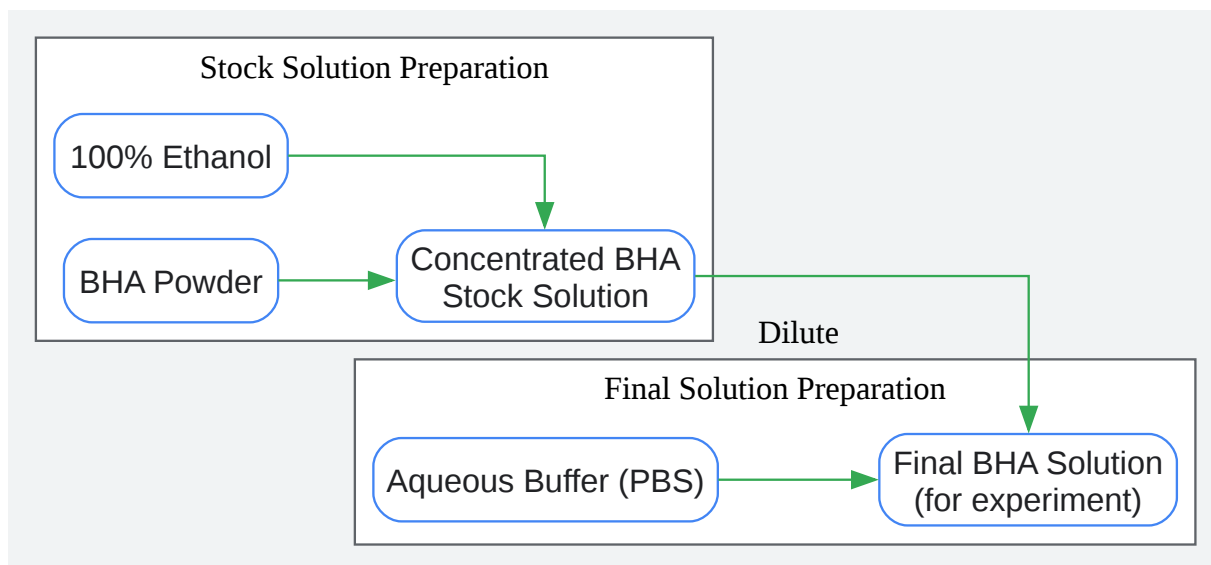 Stock Solution Preparation
100% Ethanol
BHA Powder
Concentrated BHA
Stock Solution
Dilute
Final Solution Preparation
Aqueous Buffer (PBS)
Final BHA Solution
(for experiment)